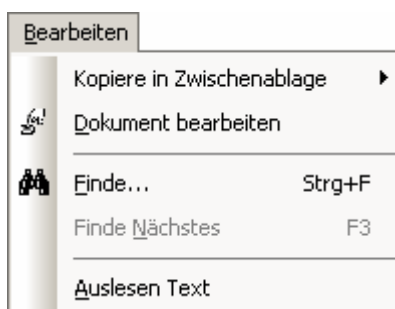 Bearbeiten
Kopiere in Zwischenablage
Dokument bearbeiten
Finde... Strg+F
Finde Nächstes F3
Auslesen Text